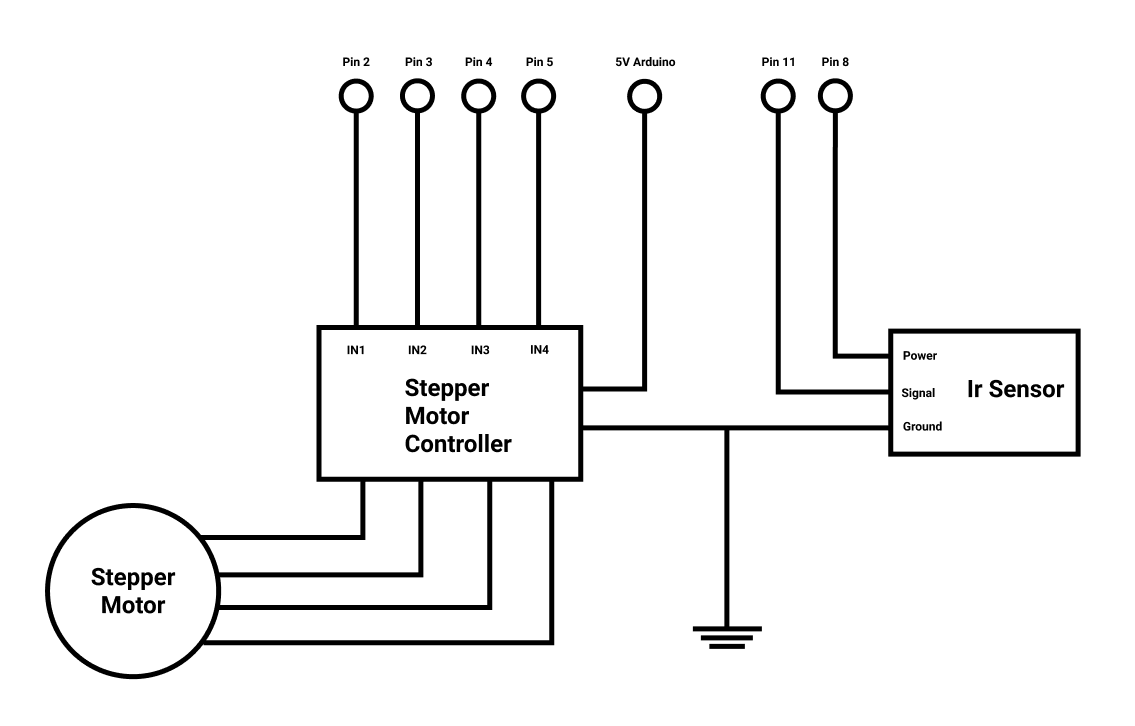 Pin 2
Pin 3
Pin 4
Pin 5
5V Arduino
Pin 11
Pin 8
IN1
IN2
IN3
IN4
Stepper
Motor
Controller
Power
Signal
Ground
Ir Sensor
Stepper
Motor